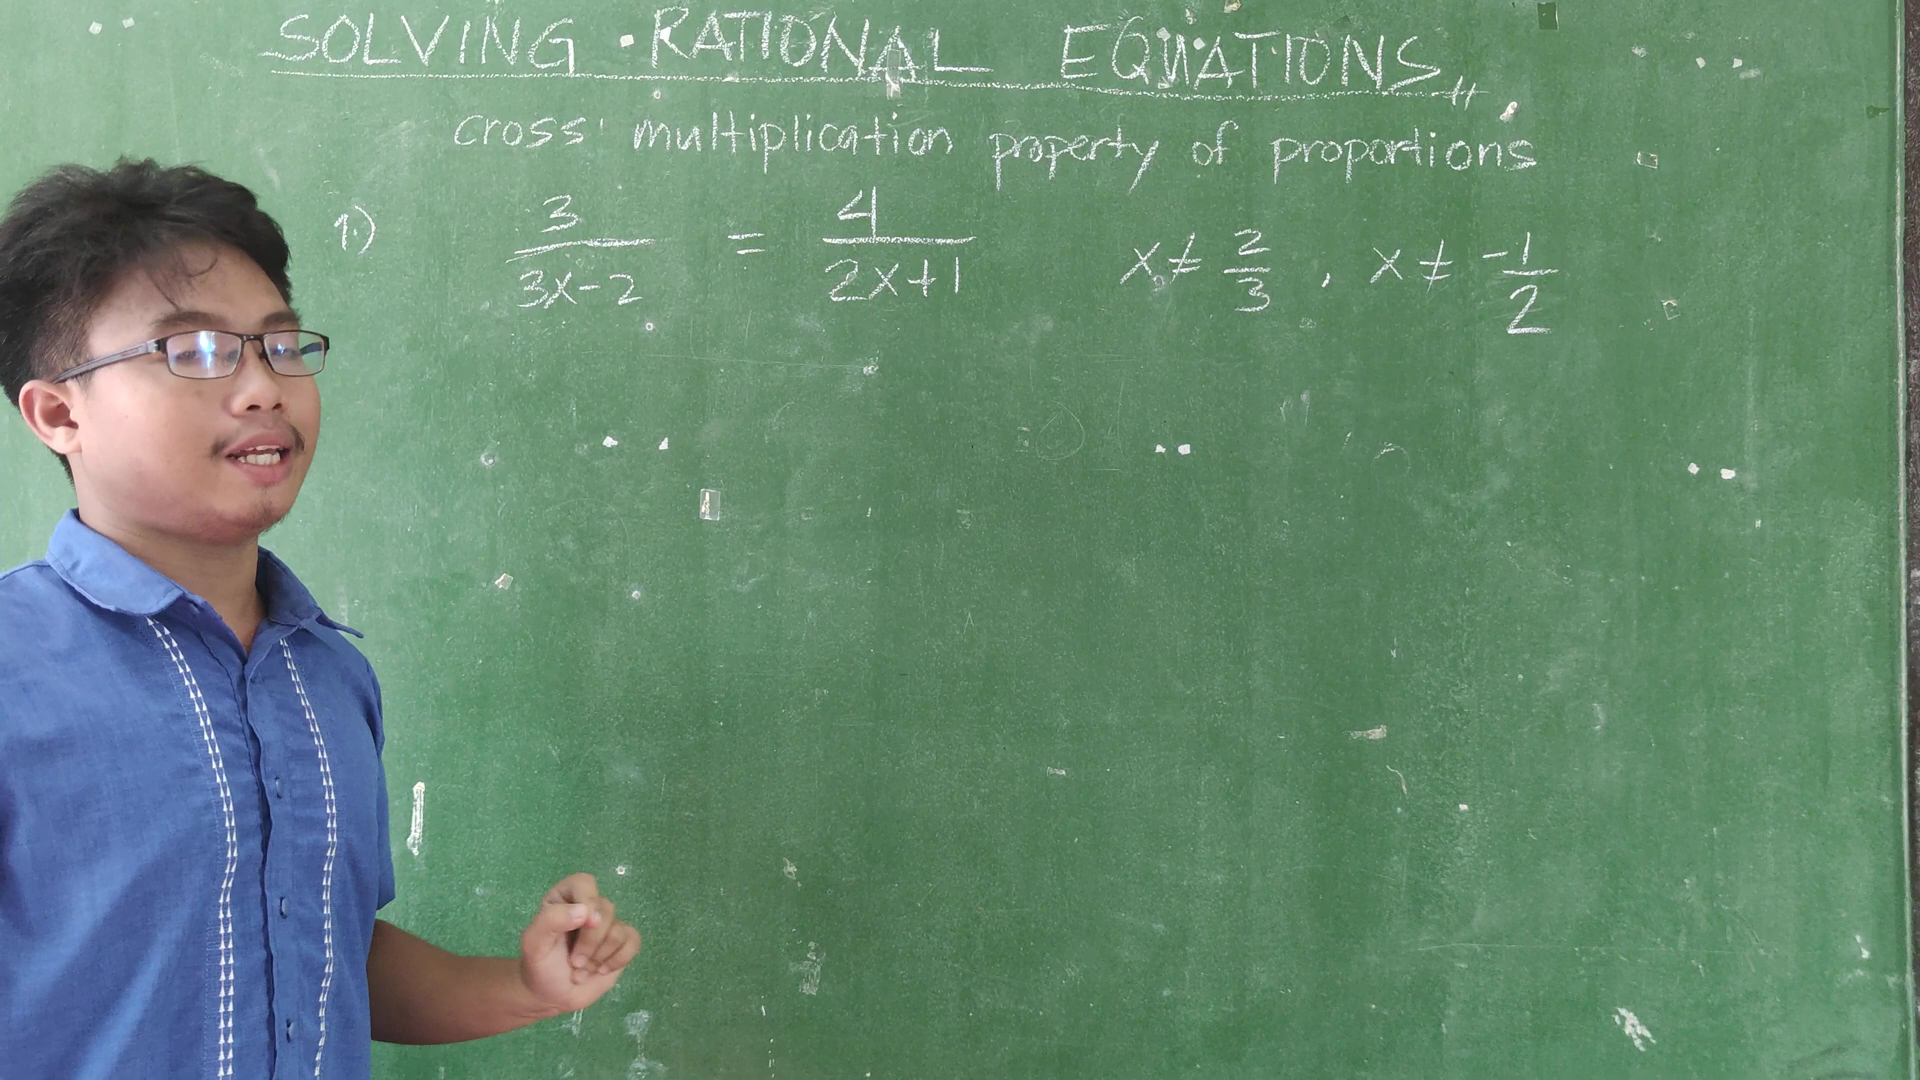 SOLVING RATIONAL EQUATIONS
cross multiplication property of proportions
1.) 3/(3x-2) = 4/(2x+1) x ≠ 2/3 , x ≠ -1/2